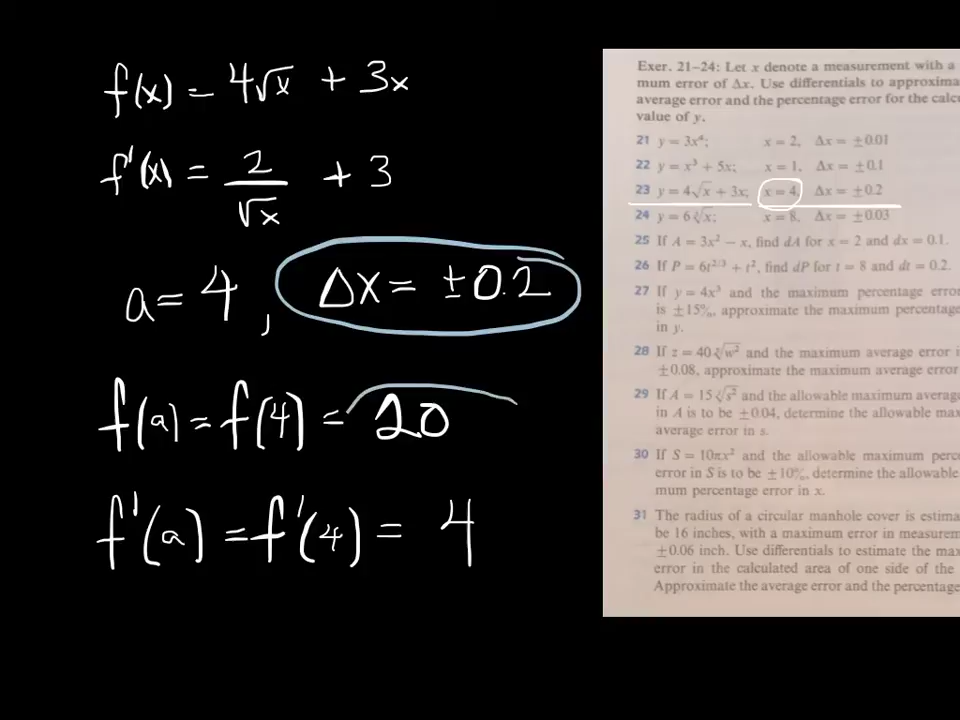 f(x) = 4√x + 3x
f'(x) = 2/√x + 3
a = 4, Δx = ±0.2
f(a) = f(4) = 20
f'(a) = f'(4) = 4
Exer. 21–24: Let x denote a measurement with a
mum error of Δx. Use differentials to approxima
average error and the percentage error for the calc
value of y.
21 y = 3x⁴; x = 2, Δx = ±0.01
22 y = x³ + 5x; x = 1, Δx = ±0.1
23 y = 4√x + 3x; x = 4, Δx = ±0.2
24 y = 6∛x; x = 8, Δx = ±0.03
25 If A = 3x² − x, find dA for x = 2 and dx = 0.1.
26 If P = 6t²ᐟ³ + t², find dP for t = 8 and dt = 0.2.
27 If y = 4x³ and the maximum percentage error
is ±15%, approximate the maximum percentage
in y.
28 If z = 40 w² and the maximum average error i
±0.08, approximate the maximum average error
29 If A = 15 s² and the allowable maximum average
in A is to be ±0.04, determine the allowable max
average error in s.
30 If S = 10πx² and the allowable maximum perc
error in S is to be ±10%, determine the allowable
mum percentage error in x.
31 The radius of a circular manhole cover is estima
be 16 inches, with a maximum error in measurem
±0.06 inch. Use differentials to estimate the max
error in the calculated area of one side of the
Approximate the average error and the percentage